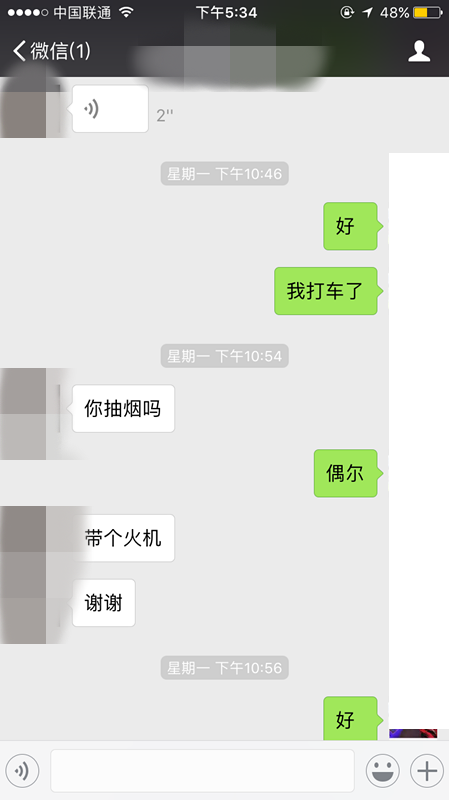 中国联通 下午5:34 48%
微信(1)
2''
星期一 下午10:46
好
我打车了
星期一 下午10:54
你抽烟吗
偶尔
带个火机
谢谢
星期一 下午10:56
好